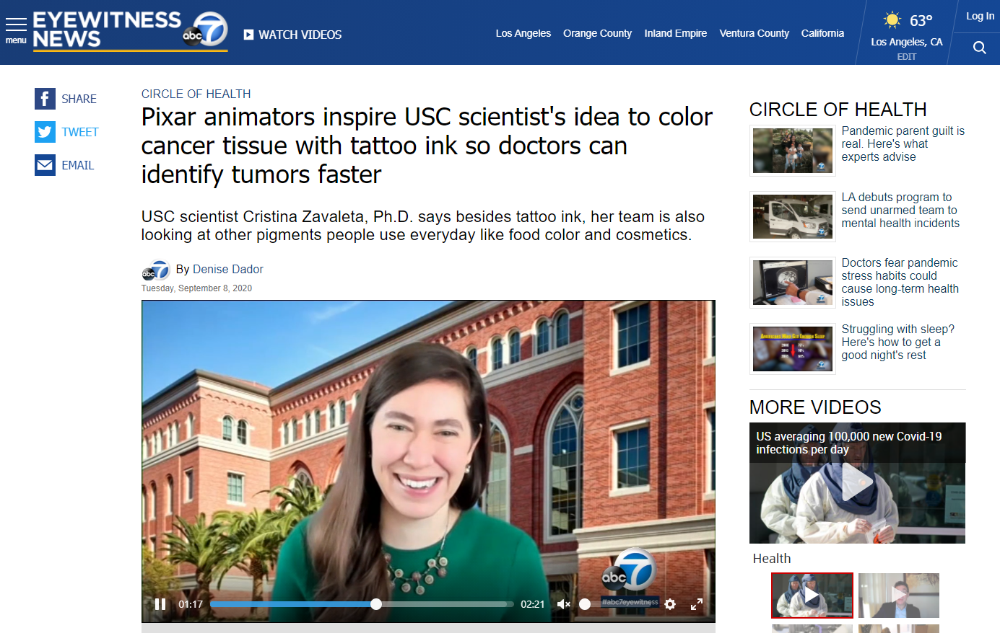 menu
EYEWITNESS
NEWS
abc 7
WATCH VIDEOS
Los Angeles
Orange County
Inland Empire
Ventura County
California
63°
Los Angeles, CA
EDIT
Log In
SHARE
TWEET
EMAIL
CIRCLE OF HEALTH
Pixar animators inspire USC scientist's idea to color
cancer tissue with tattoo ink so doctors can
identify tumors faster
USC scientist Cristina Zavaleta, Ph.D. says besides tattoo ink, her team is also
looking at other pigments people use everyday like food color and cosmetics.
abc 7
By Denise Dador
Tuesday, September 8, 2020
abc 7
#abc7eyewitness
01:17
02:21
CIRCLE OF HEALTH
Pandemic parent guilt is
real. Here's what
experts advise
LA debuts program to
send unarmed team to
mental health incidents
Doctors fear pandemic
stress habits could
cause long-term health
issues
Struggling with sleep?
Here's how to get a
good night's rest
MORE VIDEOS
US averaging 100,000 new Covid-19
infections per day
Health